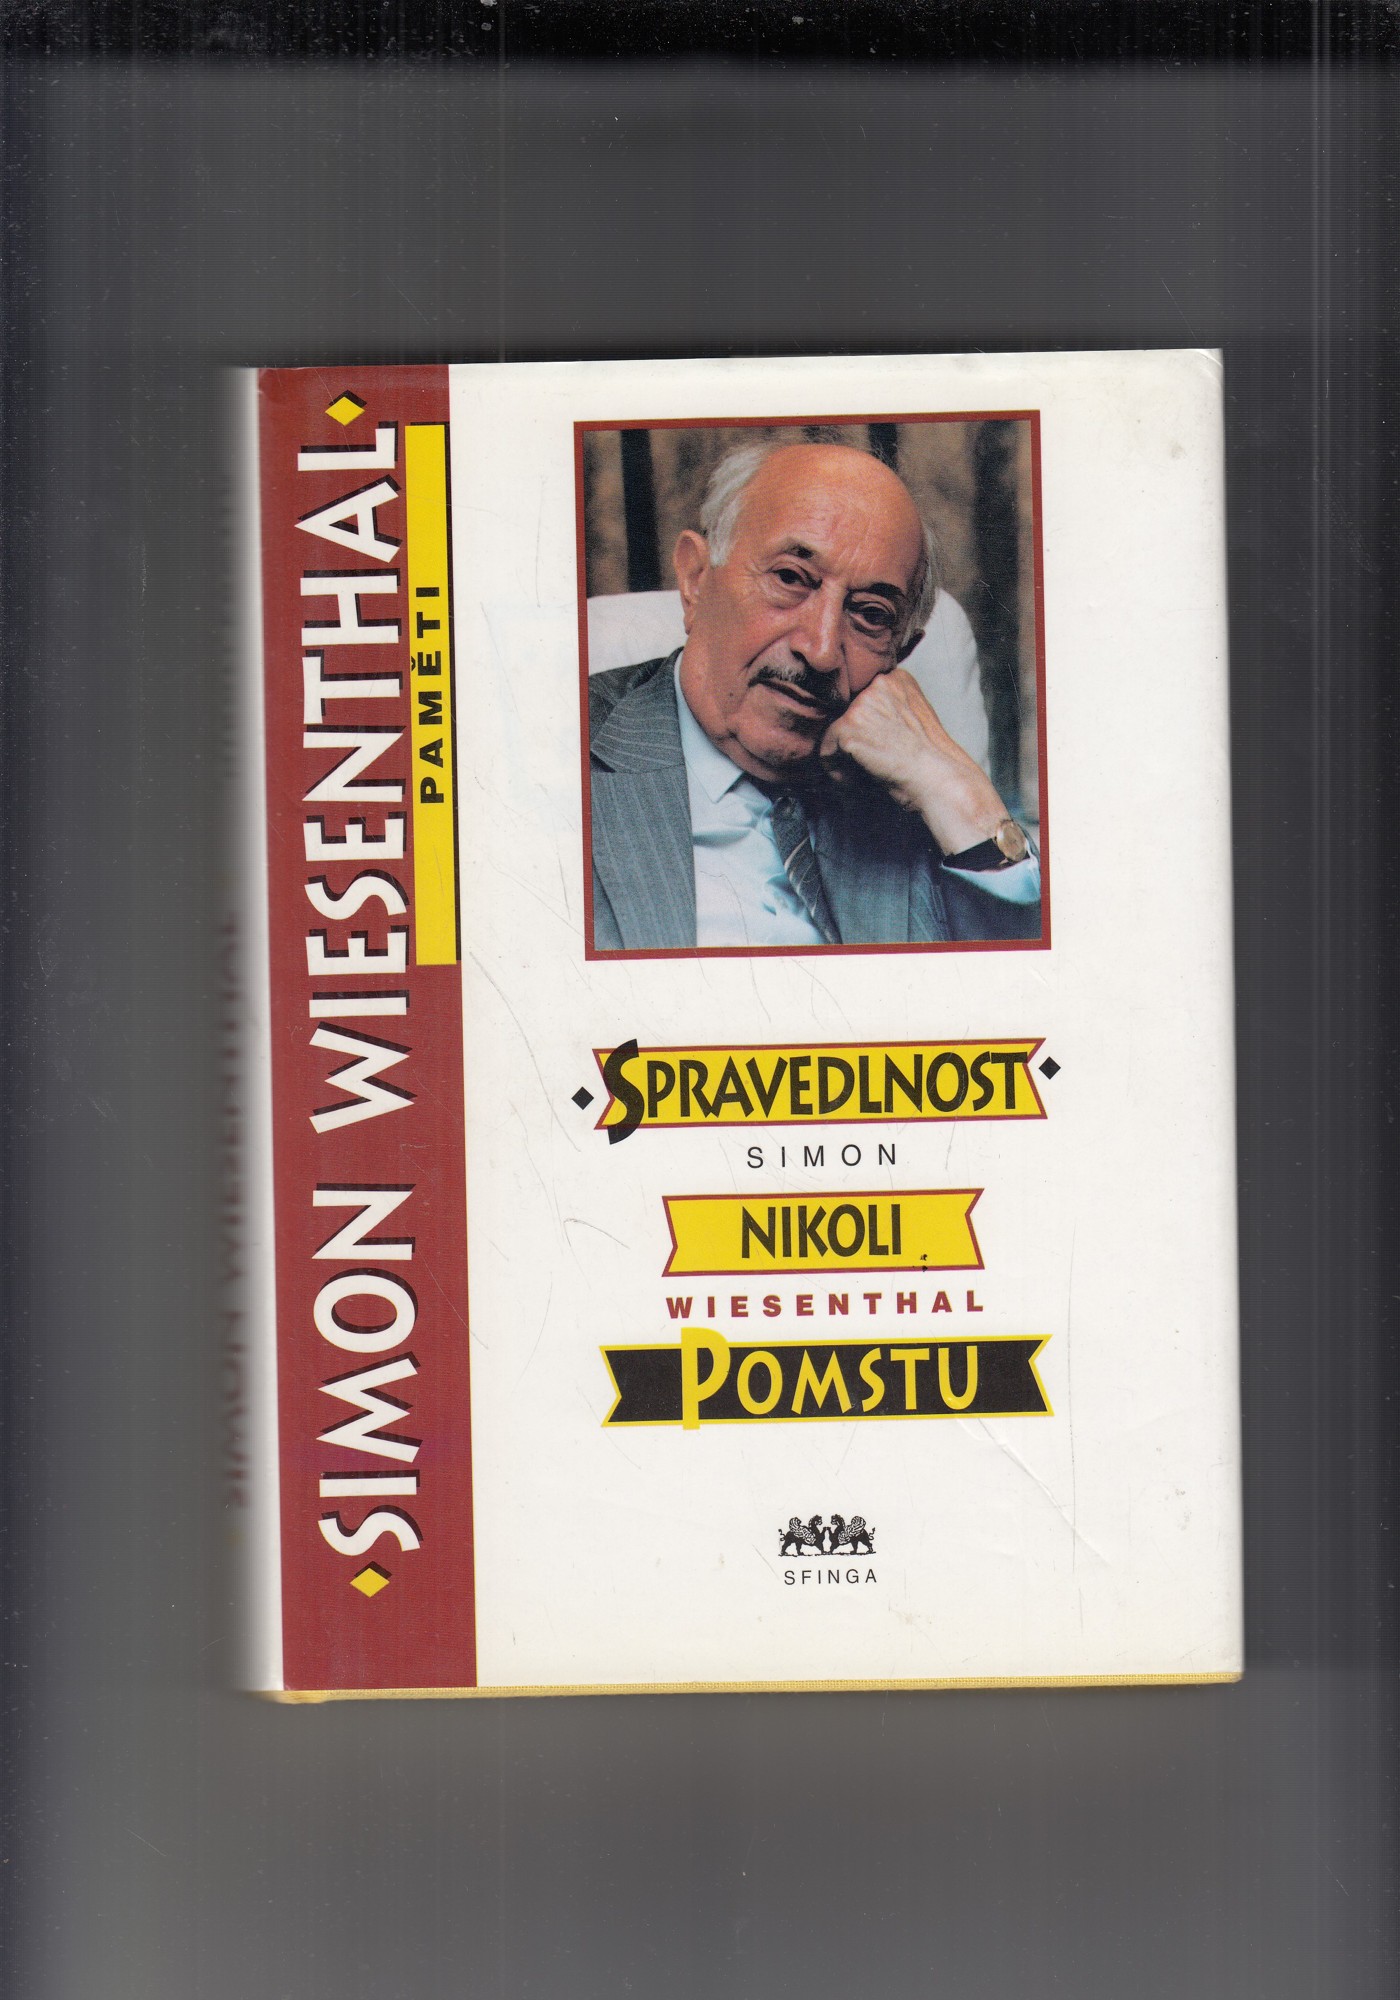 SIMON WIESENTHAL
PAMĚTI
SPRAVEDLNOST
SIMON
NIKOLI
WIESENTHAL
POMSTU
SFINGA